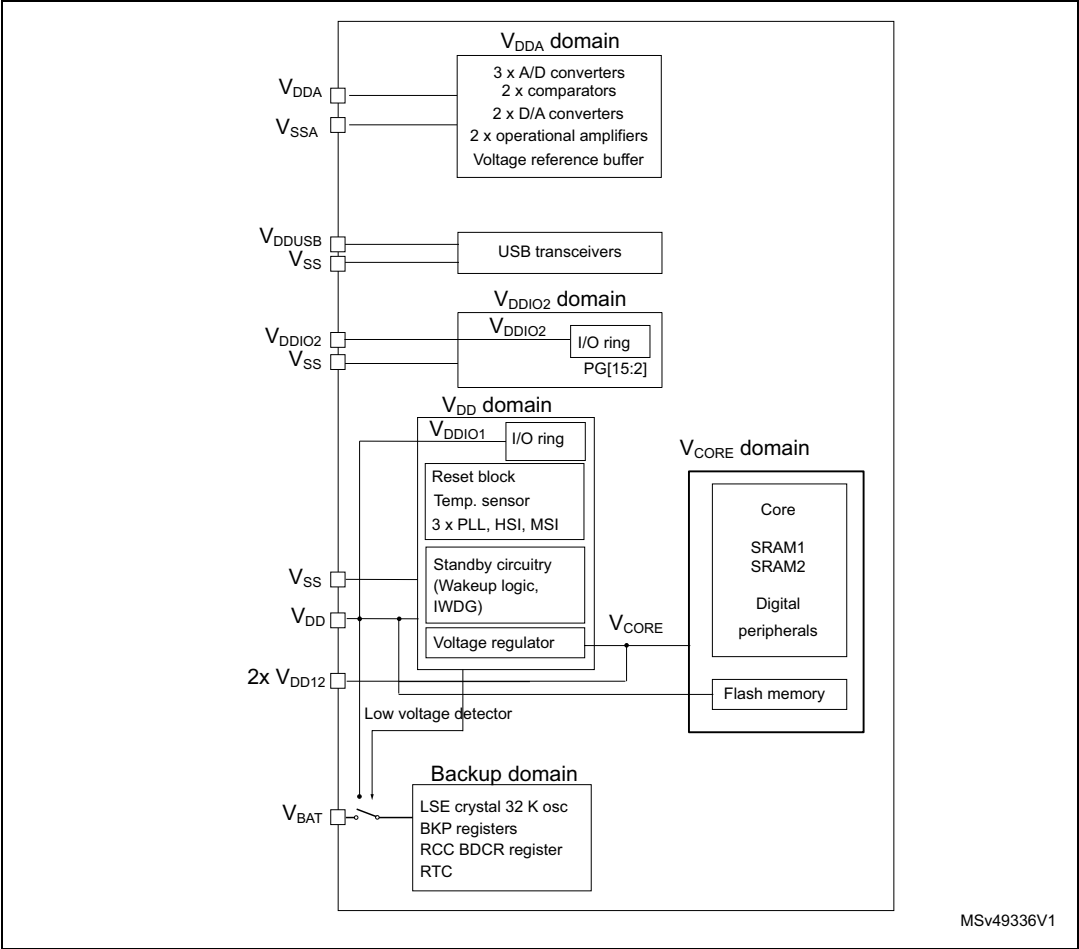 VDDA domain
3 x A/D converters
2 x comparators
2 x D/A converters
2 x operational amplifiers
Voltage reference buffer
VDDA
VSSA
VDDUSB
VSS
USB transceivers
VDDIO2 domain
VDDIO2
VSS
VDDIO2
I/O ring
PG[15:2]
VDD domain
VDDIO1
I/O ring
Reset block
Temp. sensor
3 x PLL, HSI, MSI
Standby circuitry
(Wakeup logic,
IWDG)
Voltage regulator
VSS
VDD
2x VDD12
VCORE
VCORE domain
Core
SRAM1
SRAM2
Digital
peripherals
Flash memory
Low voltage detector
Backup domain
VBAT
LSE crystal 32 K osc
BKP registers
RCC BDCR register
RTC
MSv49336V1